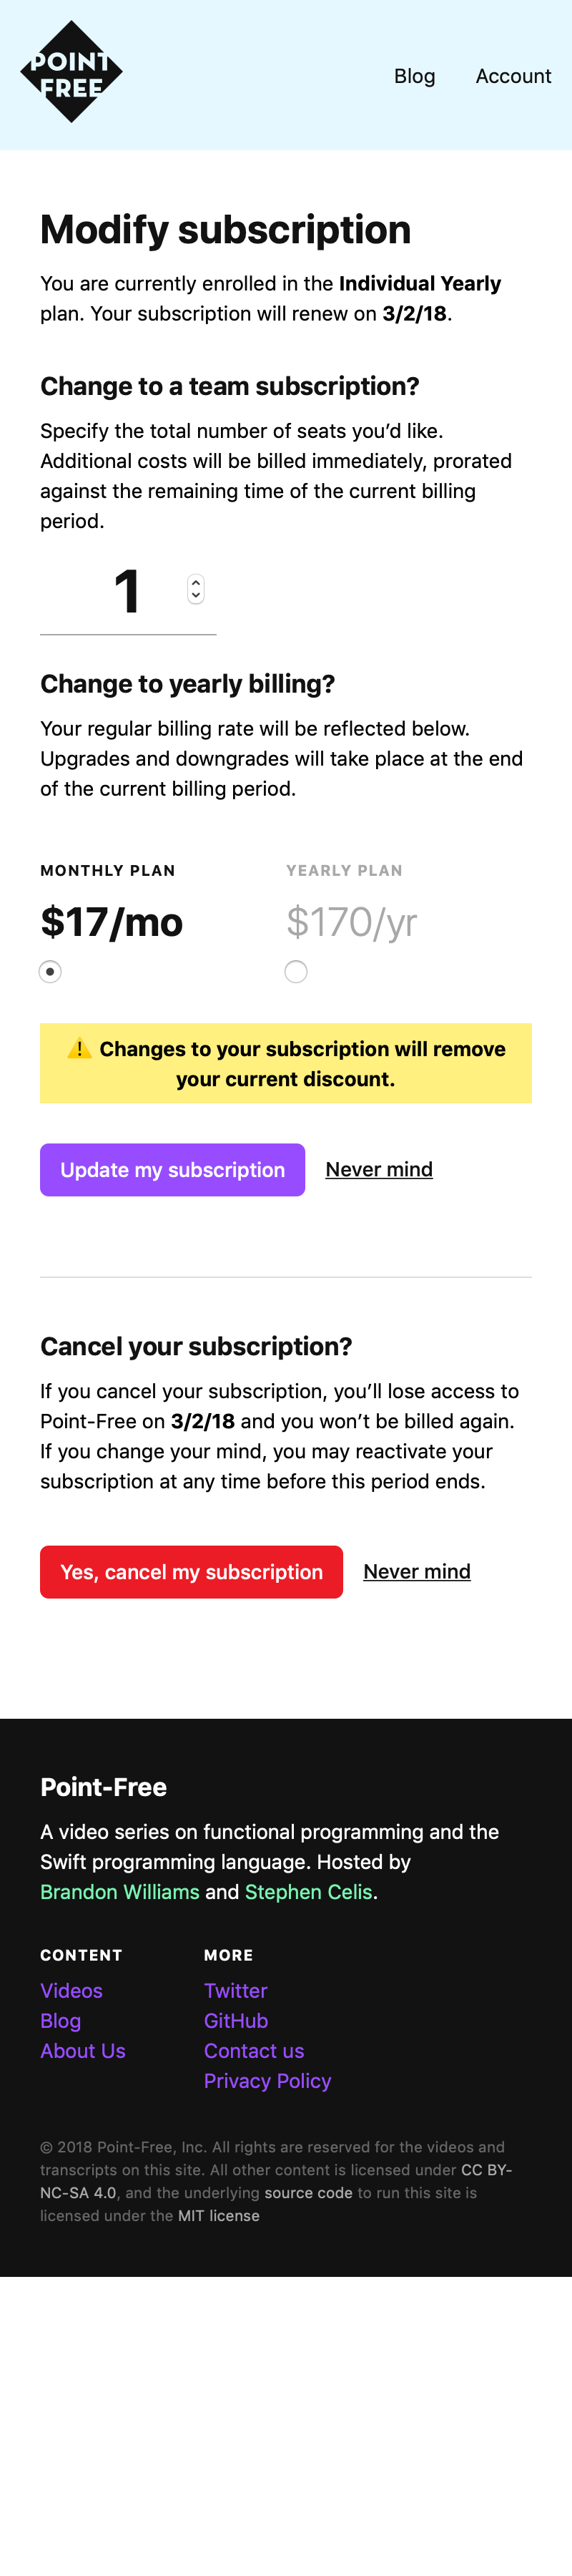 POINT
FREE
Blog
Account
Modify subscription
You are currently enrolled in the Individual Yearly
plan. Your subscription will renew on 3/2/18.
Change to a team subscription?
Specify the total number of seats you’d like.
Additional costs will be billed immediately, prorated
against the remaining time of the current billing
period.
1
Change to yearly billing?
Your regular billing rate will be reflected below.
Upgrades and downgrades will take place at the end
of the current billing period.
MONTHLY PLAN
$17/mo
YEARLY PLAN
$170/yr
⚠️ Changes to your subscription will remove
your current discount.
Update my subscription
Never mind
Cancel your subscription?
If you cancel your subscription, you’ll lose access to
Point-Free on 3/2/18 and you won’t be billed again.
If you change your mind, you may reactivate your
subscription at any time before this period ends.
Yes, cancel my subscription
Never mind
Point-Free
A video series on functional programming and the
Swift programming language. Hosted by
Brandon Williams and Stephen Celis.
CONTENT
Videos
Blog
About Us
MORE
Twitter
GitHub
Contact us
Privacy Policy
© 2018 Point-Free, Inc. All rights are reserved for the videos and
transcripts on this site. All other content is licensed under CC BY-
NC-SA 4.0, and the underlying source code to run this site is
licensed under the MIT license